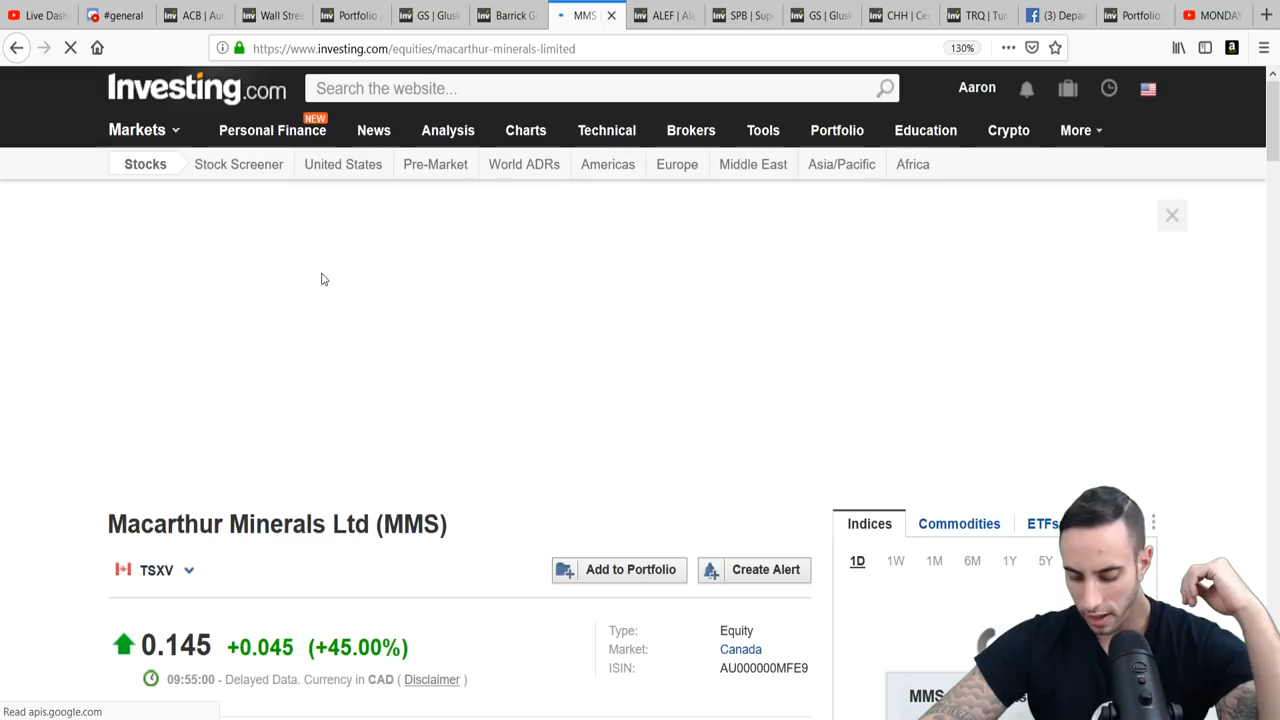 Live Dash
#general
ACB | Au
Wall Stre
Portfolio
GS | Glus
Barrick Go
MMS
ALEF | Ale
SPB | Sup
GS | Glus
CHH | Ce
TRQ | Tur
(3) Depar
Portfolio
MONDAY
https://www.investing.com/equities/macarthur-minerals-limited
130%
Investing.com
Search the website...
Aaron
NEW
Markets
Personal Finance
News
Analysis
Charts
Technical
Brokers
Tools
Portfolio
Education
Crypto
More
Stocks
Stock Screener
United States
Pre-Market
World ADRs
Americas
Europe
Middle East
Asia/Pacific
Africa
Macarthur Minerals Ltd (MMS)
TSXV
Add to Portfolio
Create Alert
0.145 +0.045 (+45.00%)
09:55:00 - Delayed Data. Currency in CAD ( Disclaimer )
Type: Equity
Market: Canada
ISIN: AU000000MFE9
Indices
Commodities
ETFs
1D
1W
1M
6M
1Y
5Y
MMS
Read apis.google.com